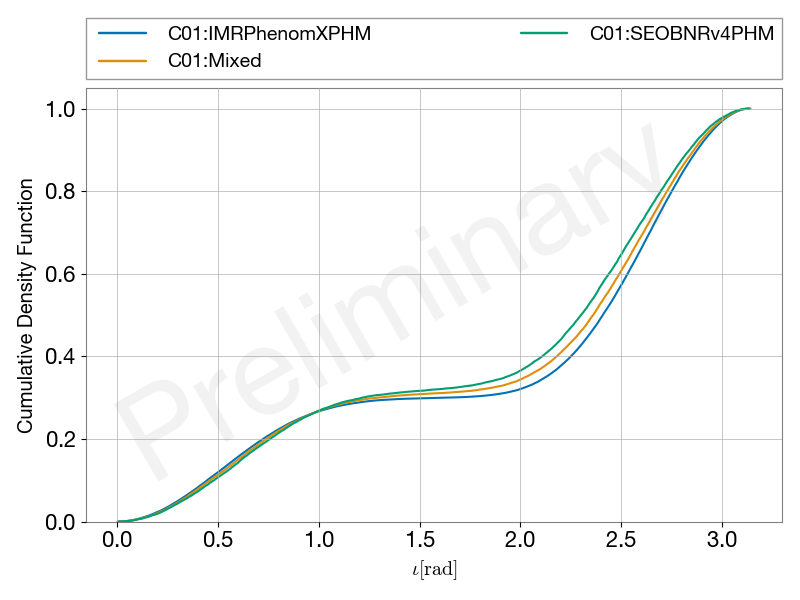 C01:IMRPhenomXPHM C01:SEOBNRv4PHM
C01:Mixed
Preliminary
Cumulative Density Function
1.0
0.8
0.6
0.4
0.2
0.0
0.0 0.5 1.0 1.5 2.0 2.5 3.0
ι[rad]